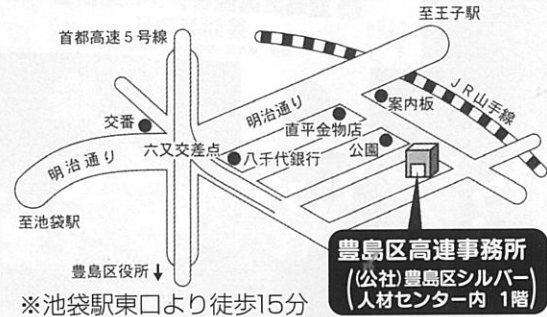 至王子駅
首都高速5号線
JR山手線
案内板
明治通り
直平金物店
交番
六又交差点
公園
八千代銀行
明治通り
至池袋駅
豊島区高連事務所
(公社)豊島区シルバー
人材センター内 1階
豊島区役所↓
※池袋駅東口より徒歩15分